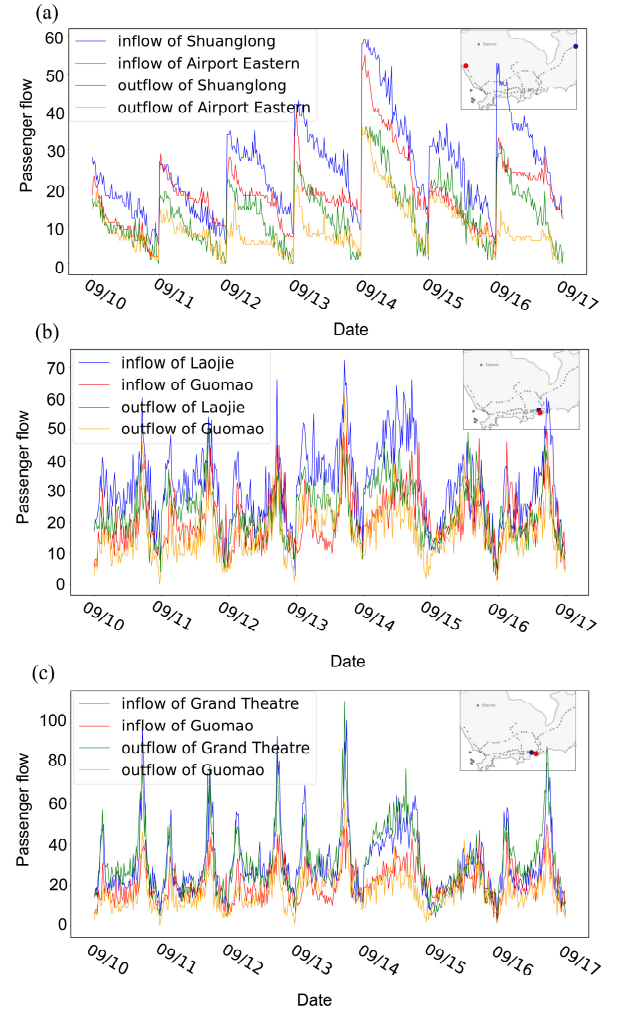 (a)
60
50
40
30
20
10
0
Passenger flow
inflow of Shuanglong
inflow of Airport Eastern
outflow of Shuanglong
outflow of Airport Eastern
09/10
09/11
09/12
09/13
09/14
09/15
09/16
09/17
Date
(b)
70
60
50
40
30
20
10
0
Passenger flow
inflow of Laojie
inflow of Guomao
outflow of Laojie
outflow of Guomao
09/10
09/11
09/12
09/13
09/14
09/15
09/16
09/17
Date
(c)
100
80
60
40
20
0
Passenger flow
inflow of Grand Theatre
inflow of Guomao
outflow of Grand Theatre
outflow of Guomao
09/10
09/11
09/12
09/13
09/14
09/15
09/16
09/17
Date